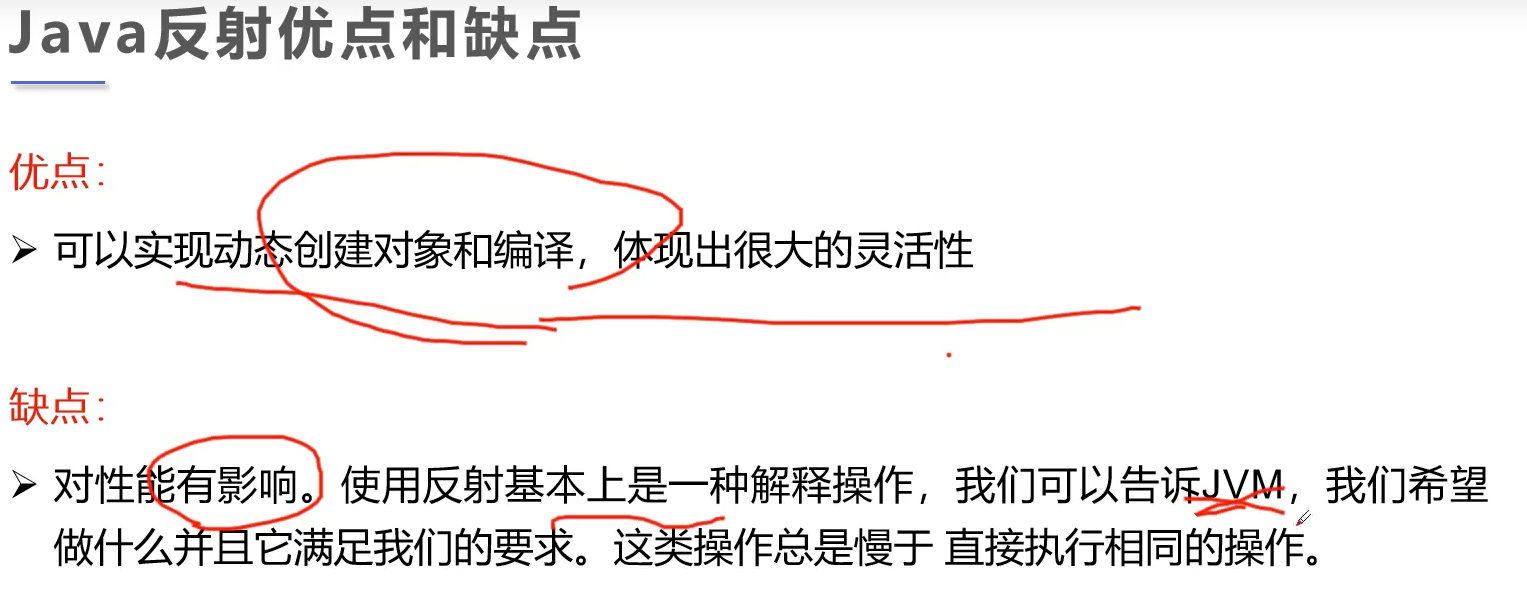 Java反射优点和缺点
优点：
➢ 可以实现动态创建对象和编译，体现出很大的灵活性
缺点：
➢ 对性能有影响。使用反射基本上是一种解释操作，我们可以告诉JVM，我们希望
做什么并且它满足我们的要求。这类操作总是慢于 直接执行相同的操作。